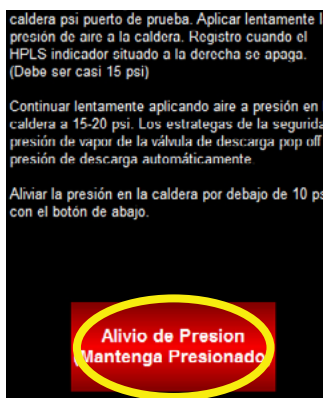 caldera psi puerto de prueba. Aplicar lentamente l
presión de aire a la caldera. Registro cuando el
HPLS indicador situado a la derecha se apaga.
(Debe ser casi 15 psi)
Continuar lentamente aplicando aire a presión en
caldera a 15-20 psi. Los estrategas de la segurida
presión de vapor de la válvula de descarga pop off
presión de descarga automáticamente.
Aliviar la presión en la caldera por debajo de 10 ps
con el botón de abajo.
Alivio de Presion
(Mantenga Presionado